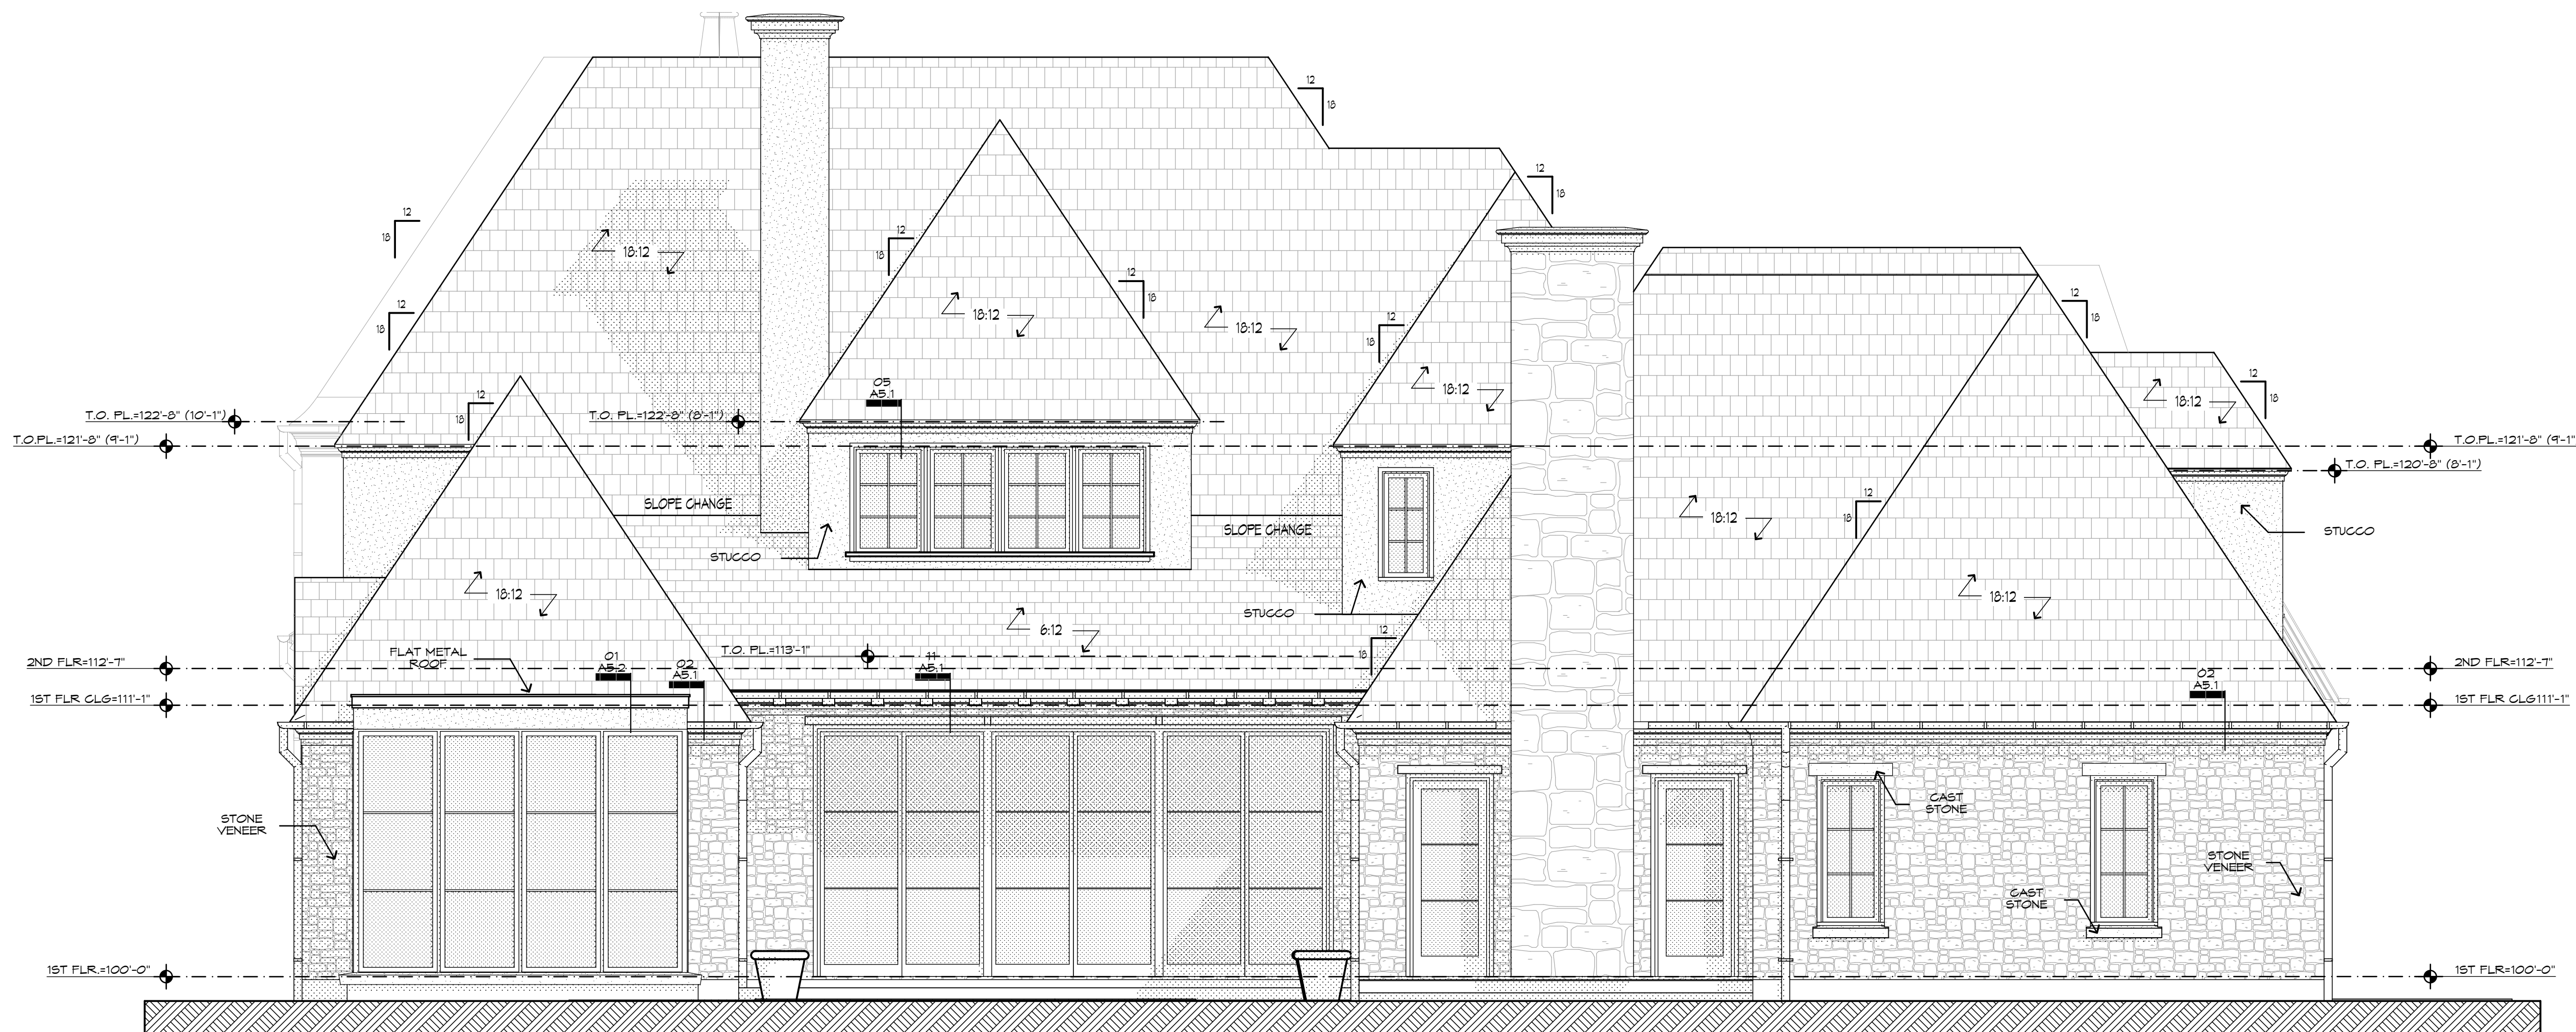 12
18
12
18
12
18
12
18
18:12
12
18
12
18
18:12
18:12
12
18
12
18
12
18
12
18
18:12
18:12
05
A5.1
12
18
T.O. PL.=122'-8" (10'-1")
T.O. PL.=122'-8" (8'-1")
T.O.PL.=121'-8" (9'-1")
T.O.PL.=121'-8" (9'-1")
T.O. PL.=120'-8" (8'-1")
SLOPE CHANGE
SLOPE CHANGE
12
18
18:12
STUCCO
STUCCO
18:12
18:12
STUCCO
6:12
12
18
T.O. PL.=113'-1"
FLAT METAL
ROOF
01
A5.2
02
A5.1
11
A5.1
2ND FLR=112'-7"
2ND FLR=112'-7"
02
A5.1
1ST FLR CLG=111'-1"
1ST FLR CLG111'-1"
CAST
STONE
STONE
VENEER
STONE
VENEER
CAST
STONE
1ST FLR.=100'-0"
1ST FLR=100'-0"